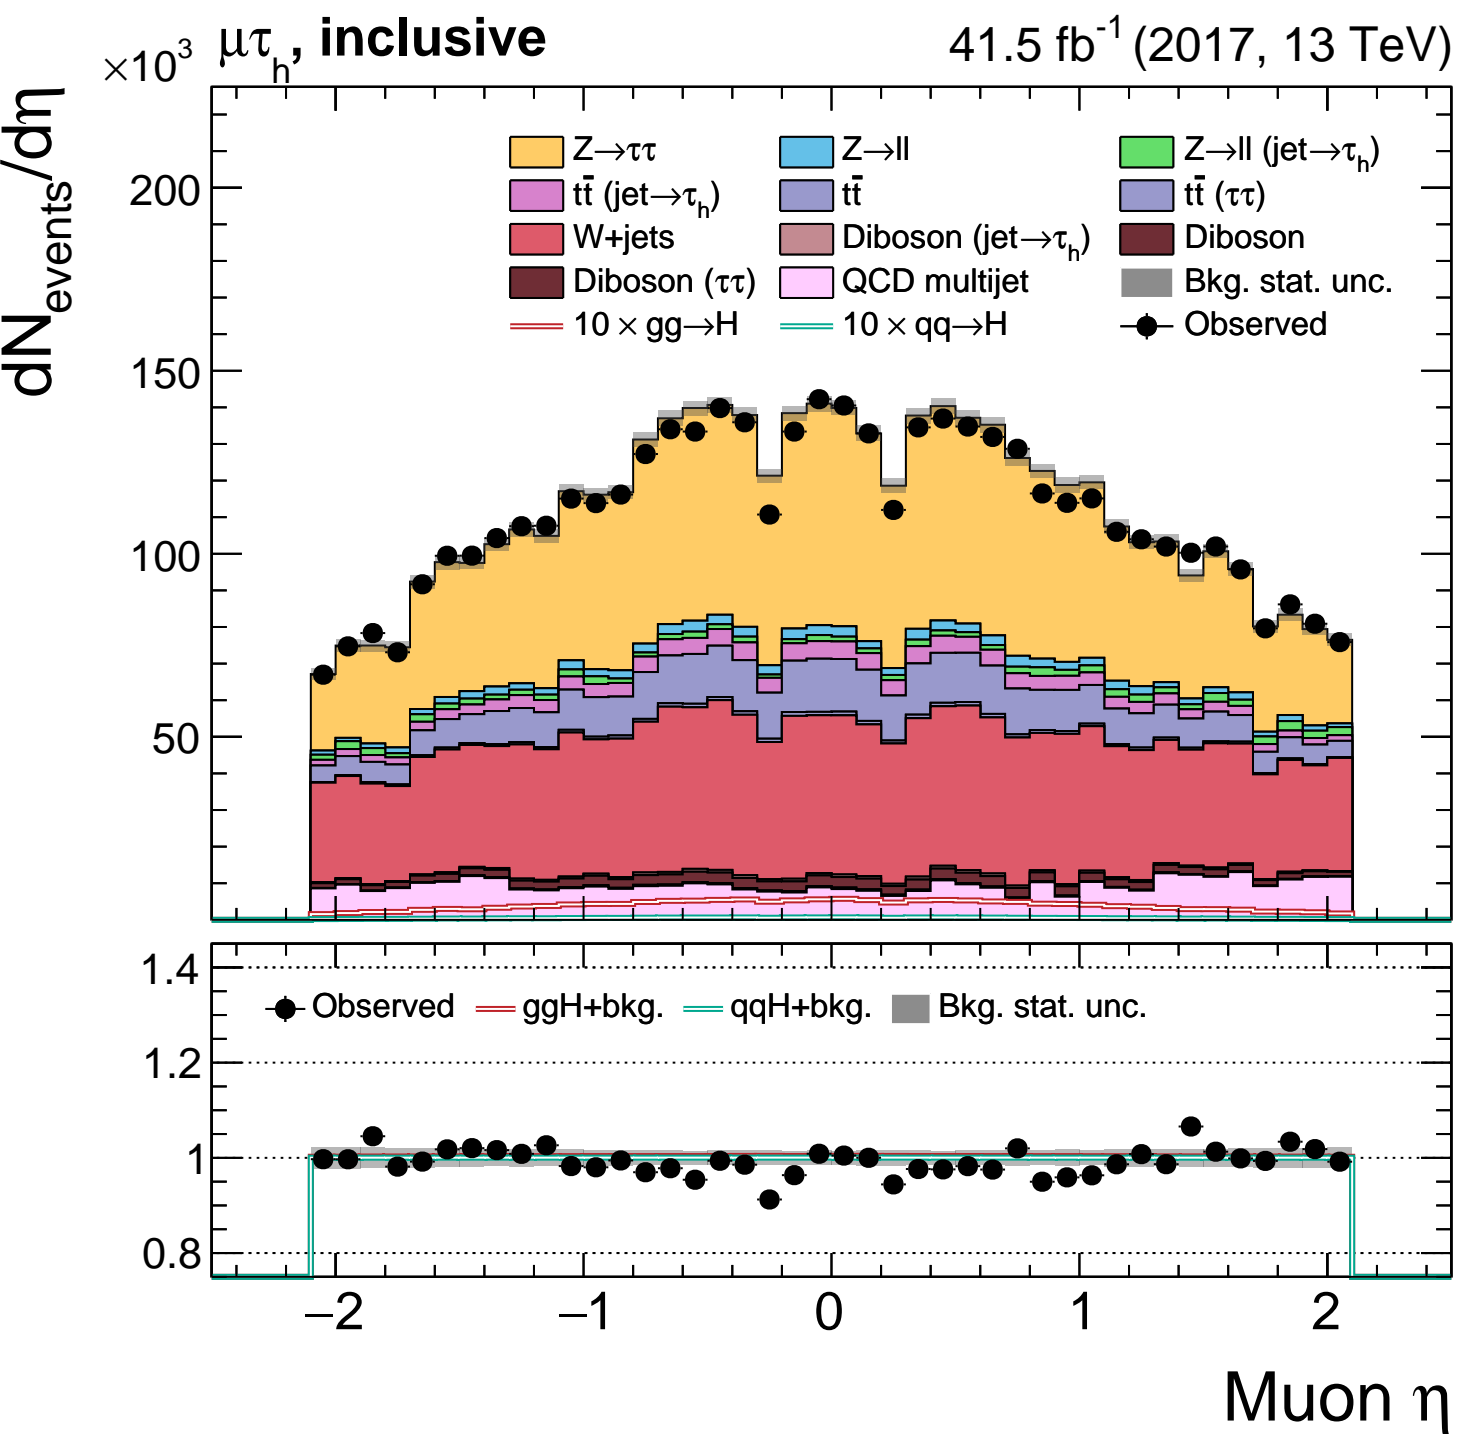 ×10³ μτₕ, inclusive 41.5 fb⁻¹ (2017, 13 TeV)
dN_events/dη
Z→ττ Z→ll Z→ll (jet→τₕ)
tt̄ (jet→τₕ) tt̄ tt̄ (ττ)
W+jets Diboson (jet→τₕ) Diboson
Diboson (ττ) QCD multijet Bkg. stat. unc.
10 × gg→H 10 × qq→H Observed
200
150
100
50
1.4
Observed ggH+bkg. qqH+bkg. Bkg. stat. unc.
1.2
1
0.8
−2 −1 0 1 2
Muon η